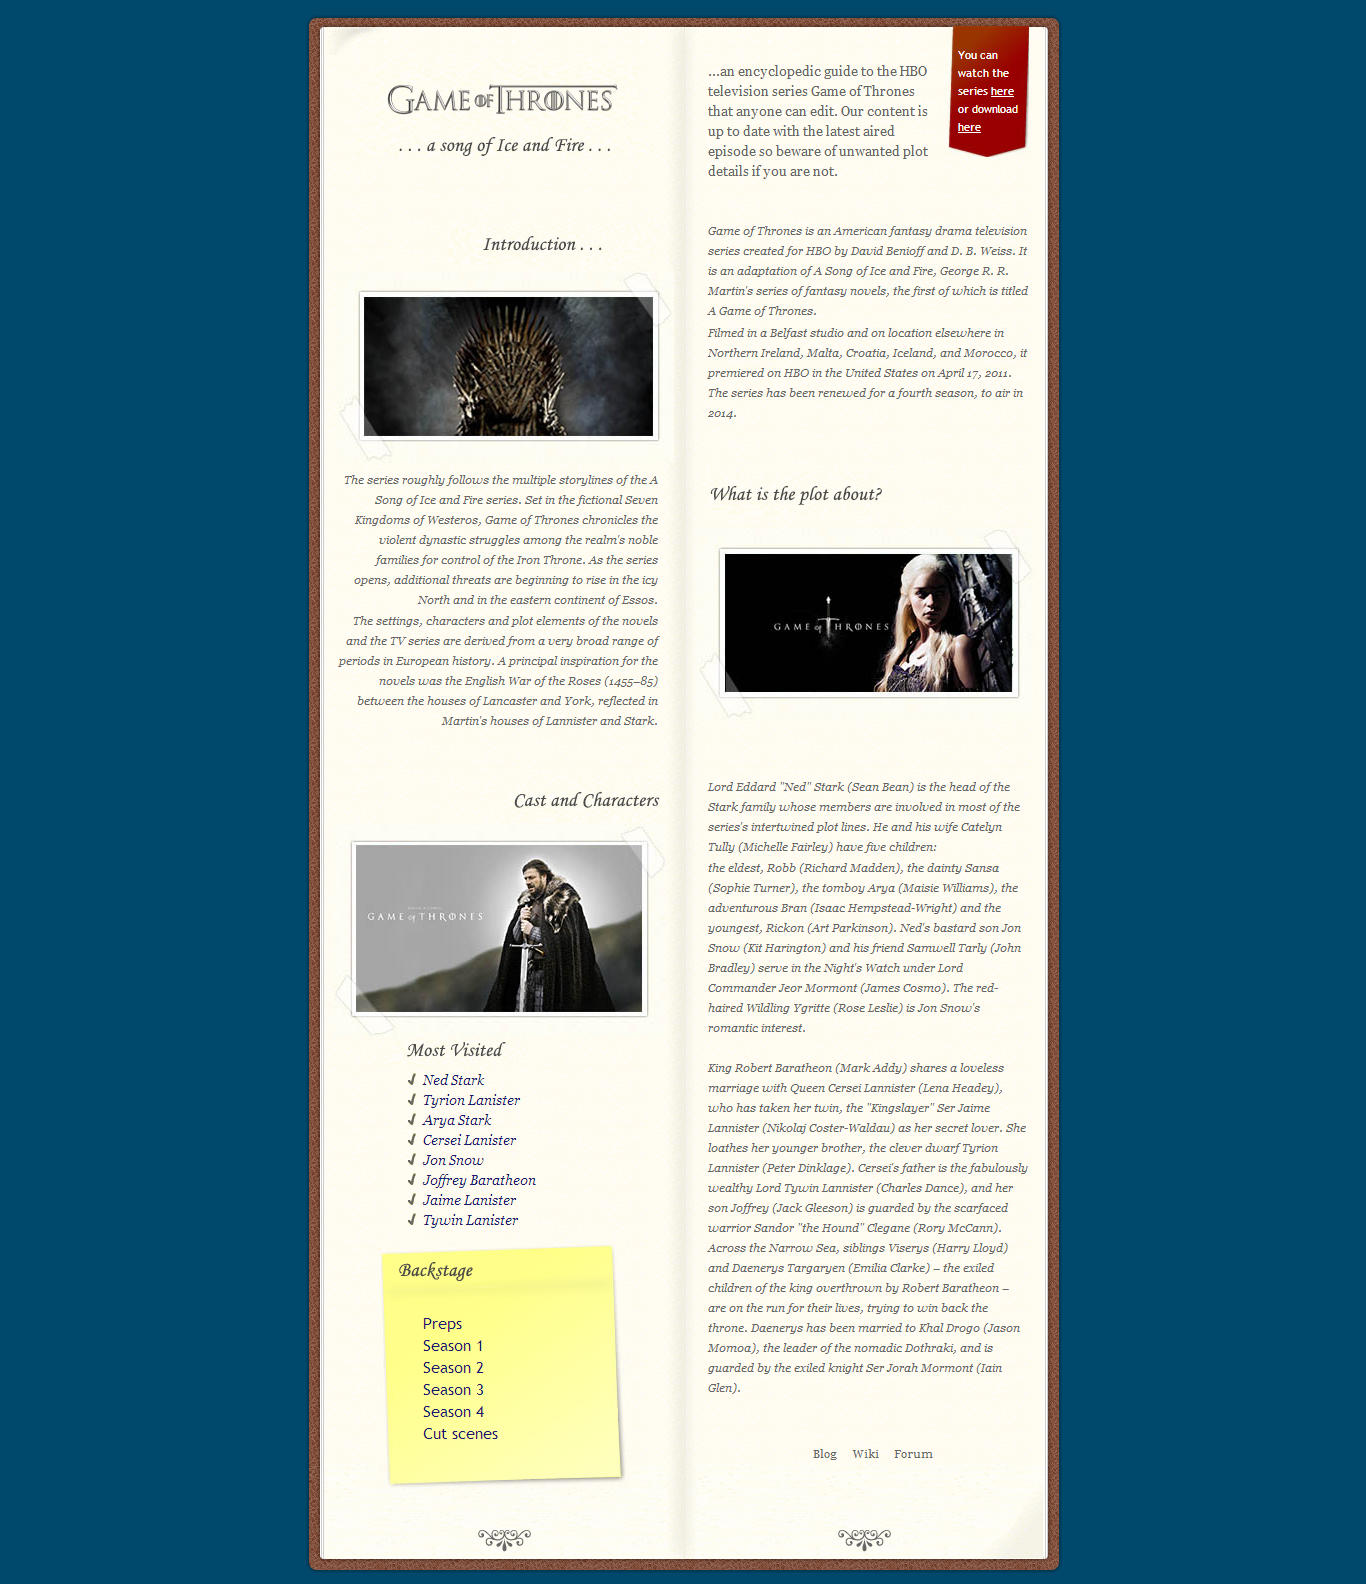 GAME OF THRONES
. . . a song of Ice and Fire . . .
Introduction . . .
The series roughly follows the multiple storylines of the A
Song of Ice and Fire series. Set in the fictional Seven
Kingdoms of Westeros, Game of Thrones chronicles the
violent dynastic struggles among the realm's noble
families for control of the Iron Throne. As the series
opens, additional threats are beginning to rise in the icy
North and in the eastern continent of Essos.
The settings, characters and plot elements of the novels
and the TV series are derived from a very broad range of
periods in European history. A principal inspiration for the
novels was the English War of the Roses (1455–85)
between the houses of Lancaster and York, reflected in
Martin's houses of Lannister and Stark.
Cast and Characters
GAME of THRONES
Most Visited
Ned Stark
Tyrion Lanister
Arya Stark
Cersei Lanister
Jon Snow
Joffrey Baratheon
Jaime Lanister
Tywin Lanister
Backstage
Preps
Season 1
Season 2
Season 3
Season 4
Cut scenes
...an encyclopedic guide to the HBO
television series Game of Thrones
that anyone can edit. Our content is
up to date with the latest aired
episode so beware of unwanted plot
details if you are not.
You can
watch the
series here
or download
here
Game of Thrones is an American fantasy drama television
series created for HBO by David Benioff and D. B. Weiss. It
is an adaptation of A Song of Ice and Fire, George R. R.
Martin's series of fantasy novels, the first of which is titled
A Game of Thrones.
Filmed in a Belfast studio and on location elsewhere in
Northern Ireland, Malta, Croatia, Iceland, and Morocco, it
premiered on HBO in the United States on April 17, 2011.
The series has been renewed for a fourth season, to air in
2014.
What is the plot about?
GAME of THRONES
Lord Eddard "Ned" Stark (Sean Bean) is the head of the
Stark family whose members are involved in most of the
series's intertwined plot lines. He and his wife Catelyn
Tully (Michelle Fairley) have five children:
the eldest, Robb (Richard Madden), the dainty Sansa
(Sophie Turner), the tomboy Arya (Maisie Williams), the
adventurous Bran (Isaac Hempstead-Wright) and the
youngest, Rickon (Art Parkinson). Ned's bastard son Jon
Snow (Kit Harington) and his friend Samwell Tarly (John
Bradley) serve in the Night's Watch under Lord
Commander Jeor Mormont (James Cosmo). The red-
haired Wildling Ygritte (Rose Leslie) is Jon Snow's
romantic interest.
King Robert Baratheon (Mark Addy) shares a loveless
marriage with Queen Cersei Lannister (Lena Headey),
who has taken her twin, the "Kingslayer" Ser Jaime
Lannister (Nikolaj Coster-Waldau) as her secret lover. She
loathes her younger brother, the clever dwarf Tyrion
Lannister (Peter Dinklage). Cersei's father is the fabulously
wealthy Lord Tywin Lannister (Charles Dance), and her
son Joffrey (Jack Gleeson) is guarded by the scarfaced
warrior Sandor "the Hound" Clegane (Rory McCann).
Across the Narrow Sea, siblings Viserys (Harry Lloyd)
and Daenerys Targaryen (Emilia Clarke) – the exiled
children of the king overthrown by Robert Baratheon –
are on the run for their lives, trying to win back the
throne. Daenerys has been married to Khal Drogo (Jason
Momoa), the leader of the nomadic Dothraki, and is
guarded by the exiled knight Ser Jorah Mormont (Iain
Glen).
Blog Wiki Forum